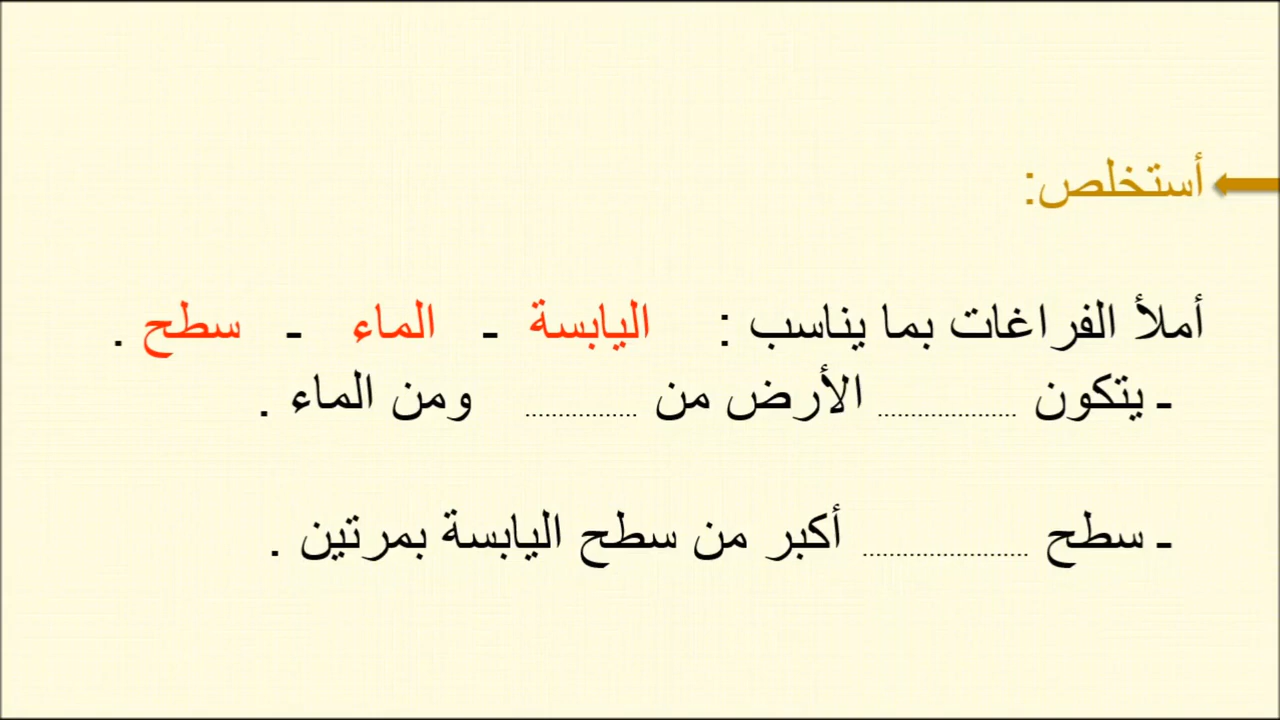 أستخلص:
أملأ الفراغات بما يناسب : اليابسة ـ الماء ـ سطح .
ـ يتكون .................... الأرض من ................ ومن الماء .
ـ سطح ........................ أكبر من سطح اليابسة بمرتين .